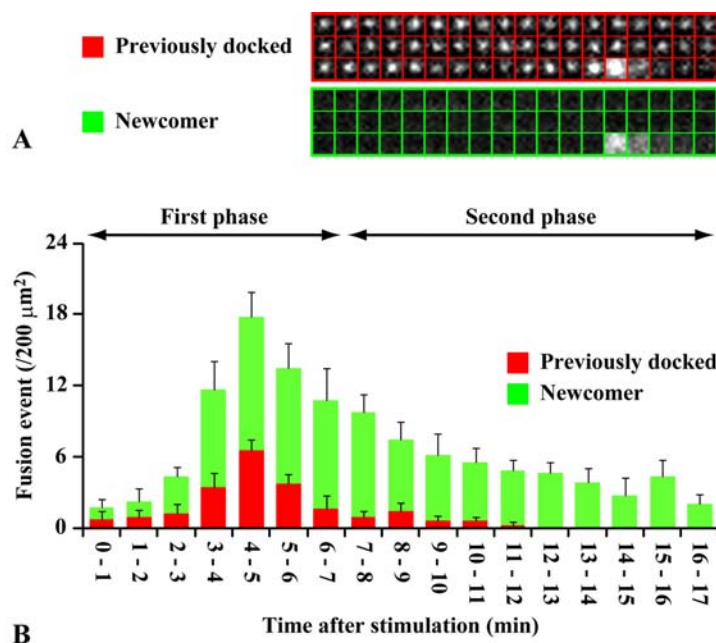 Previously docked
Newcomer
A
First phase
Second phase
24
18
12
6
0
Fusion event (/200 μm²)
Previously docked
Newcomer
0 - 1
1 - 2
2 - 3
3 - 4
4 - 5
5 - 6
6 - 7
7 - 8
8 - 9
9 - 10
10 - 11
11 - 12
12 - 13
13 - 14
14 - 15
15 - 16
16 - 17
Time after stimulation (min)
B